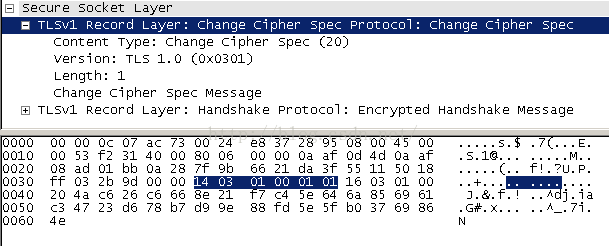 Secure Socket Layer
TLSv1 Record Layer: Change Cipher Spec Protocol: Change Cipher Spec
Content Type: Change Cipher Spec (20)
Version: TLS 1.0 (0x0301)
Length: 1
Change Cipher Spec Message
TLSv1 Record Layer: Handshake Protocol: Encrypted Handshake Message
0000 00 00 0c 07 ac 73 00 24 e8 37 28 95 08 00 45 00 .....s.$ .7(...E.
0010 00 53 f2 31 40 00 80 06 00 00 0a af 0d 4d 0a af .S.1@... .....M..
0020 08 ad 01 bb 0a 28 7f 9b 66 21 da 3f 55 11 50 18 .....(.. f!.?U.P.
0030 ff 03 2b 9d 00 00 14 03 01 00 01 01 16 03 01 00 ..+..... ........
0040 20 4a c6 26 c6 66 8e 21 f7 c4 5e 64 6a 85 69 61 J.&.f.! ..^dj.ia
0050 c3 47 23 d6 78 b7 d9 9e 88 fd 5e 5f b0 37 69 86 .G#.x... ..^_.7i.
0060 4e N